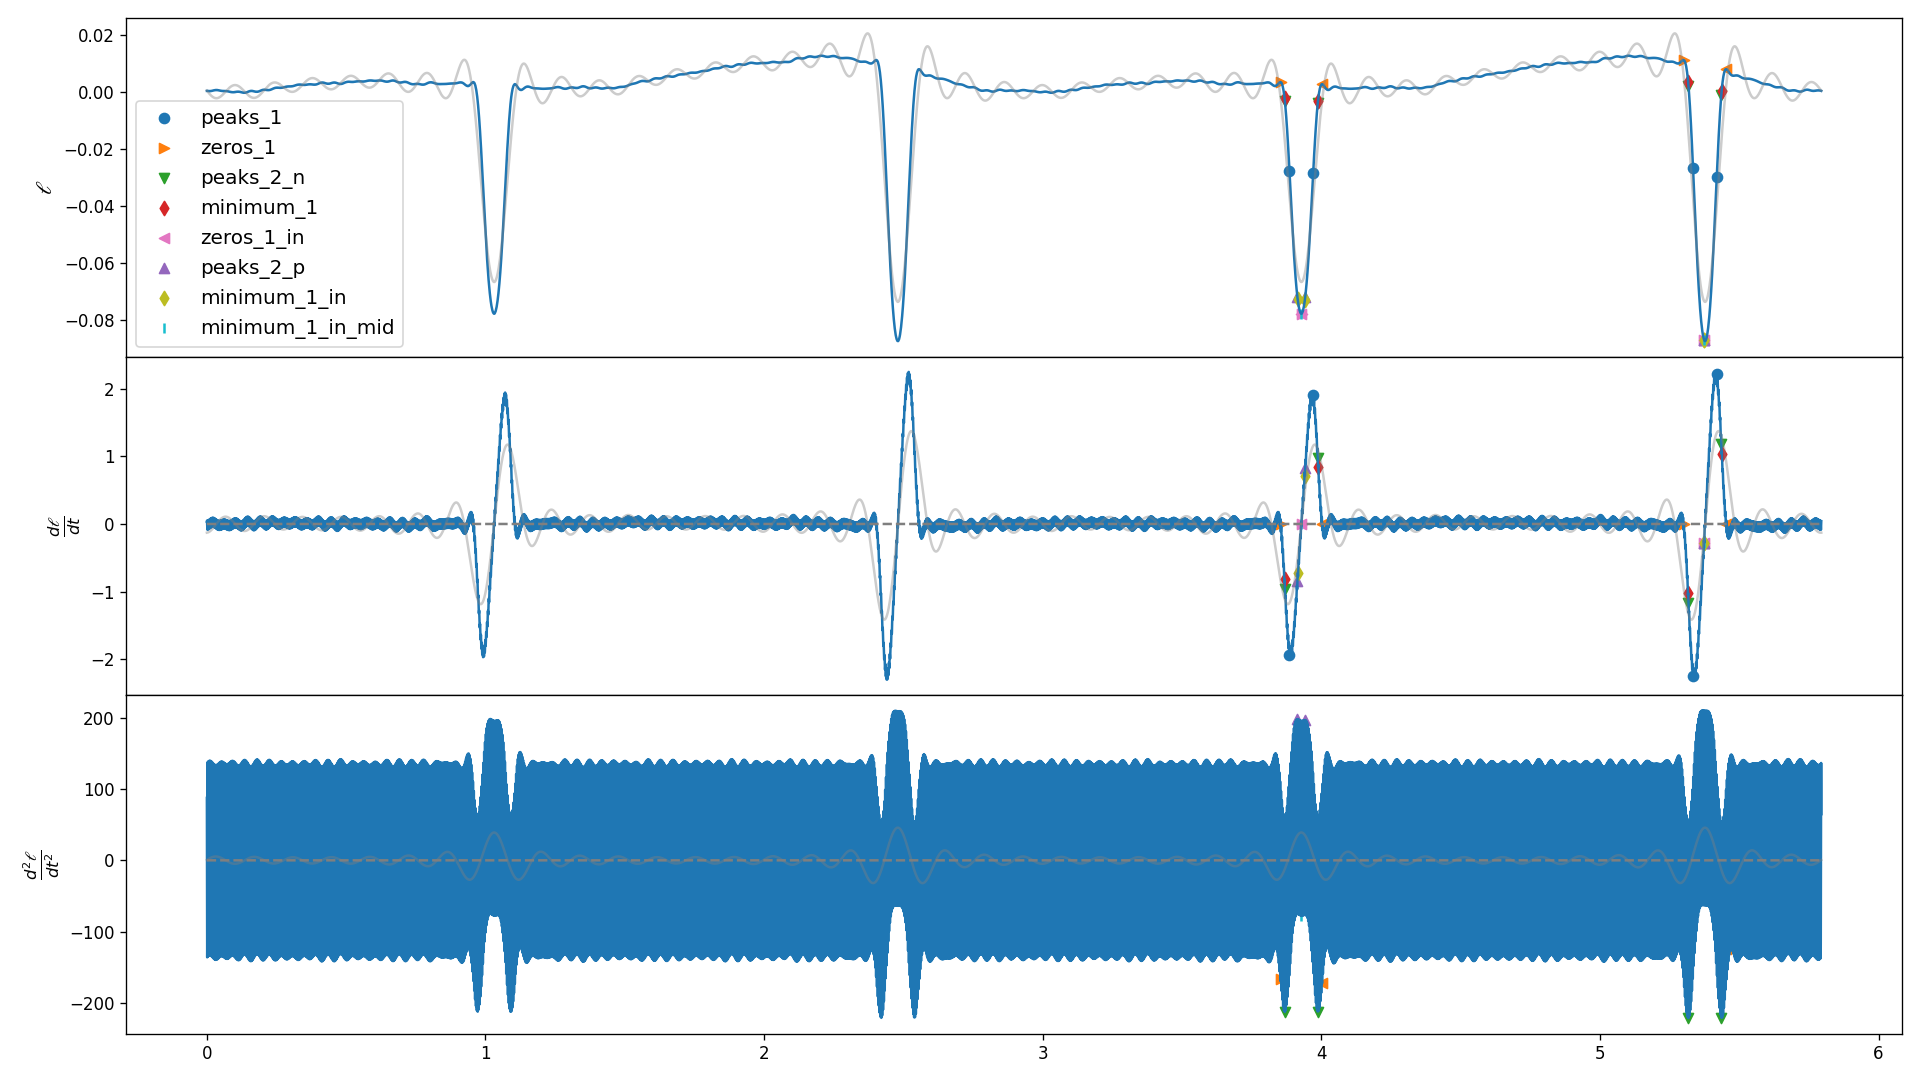 0.02
0.00
−0.02
−0.04
−0.06
−0.08
ℓ
peaks_1
zeros_1
peaks_2_n
minimum_1
zeros_1_in
peaks_2_p
minimum_1_in
minimum_1_in_mid
2
1
0
−1
−2
dℓ
dt
200
100
0
−100
−200
d²ℓ
dt²
0 1 2 3 4 5 6